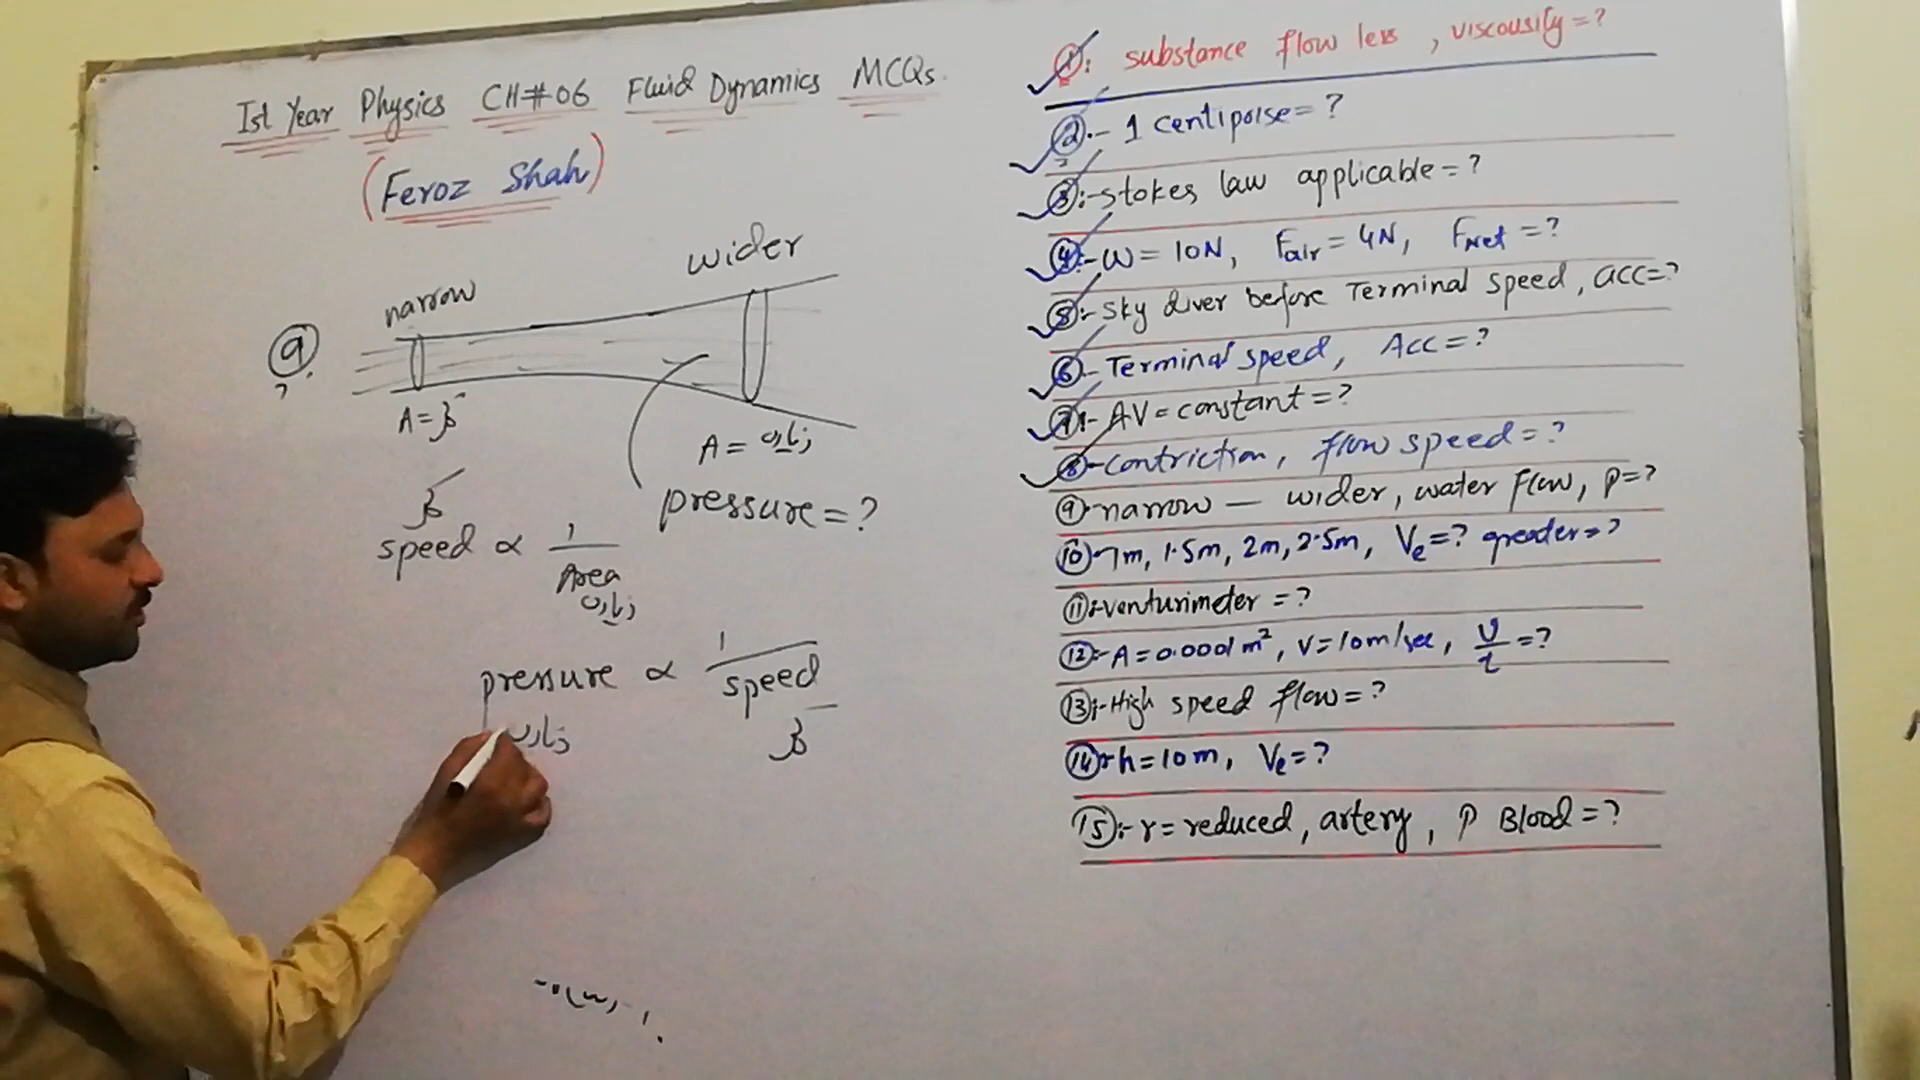 Ist Year Physics CH#06 Fluid Dynamics MCQs.
(Feroz Shah)
narrow
wider
9
A = کم
A = زیادہ
pressure = ?
کم
speed ∝ 1/Area
زیادہ
pressure ∝ 1/speed
زیادہ کم
①: substance flow less, viscousity = ?
②:- 1 centipoise = ?
③:- stokes law applicable = ?
④:- W = 10N, Fair = 4N, FNet = ?
⑤:- Sky diver before Terminal speed, acc = ?
⑥:- Terminal speed, Acc = ?
⑦:- AV = constant = ?
⑧- contriction, flow speed = ?
⑨- narrow — wider, water flow, P = ?
⑩- 1m, 1.5m, 2m, 2.5m, Ve = ? greater = ?
⑪:- venturimeter = ?
⑫:- A = 0.0001 m², V = 10m/sec, V/t = ?
⑬:- High speed flow = ?
⑭:- h = 10m, Ve = ?
⑮:- r = reduced, artery, P Blood = ?